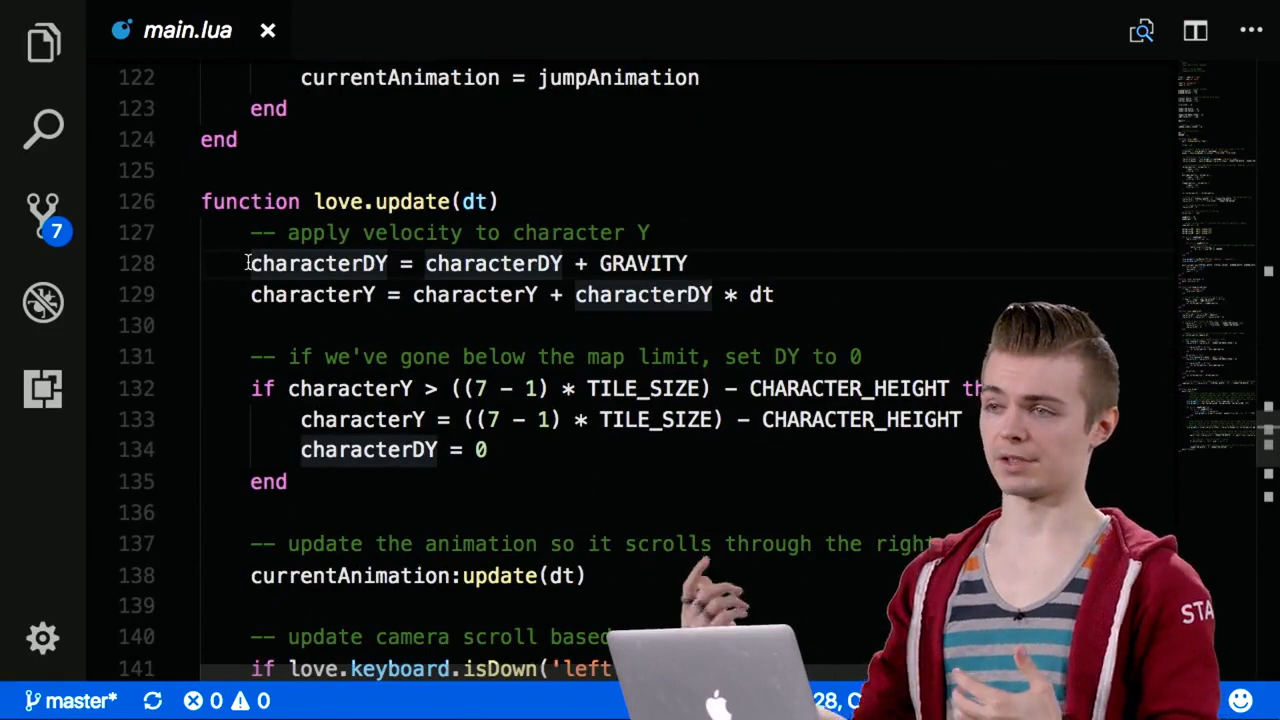 main.lua
122 currentAnimation = jumpAnimation
123 end
124 end
125
126 function love.update(dt)
127 -- apply velocity to character Y
128 characterDY = characterDY + GRAVITY
129 characterY = characterY + characterDY * dt
130
131 -- if we've gone below the map limit, set DY to 0
132 if characterY > ((7 - 1) * TILE_SIZE) - CHARACTER_HEIGHT th
133 characterY = ((7 - 1) * TILE_SIZE) - CHARACTER_HEIGHT
134 characterDY = 0
135 end
136
137 -- update the animation so it scrolls through the right
138 currentAnimation:update(dt)
139
140 -- update camera scroll based
141 if love.keyboard.isDown('left
7
STA
master* 0 0 28, C